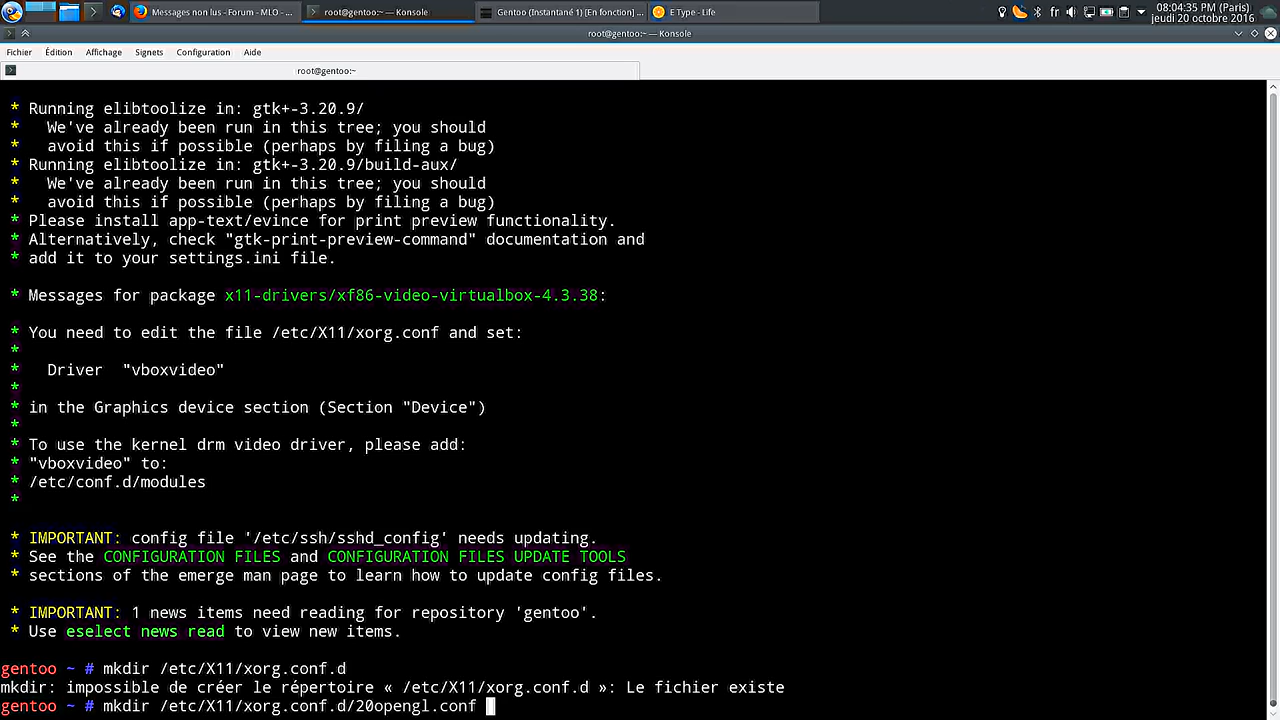 Messages non lus - Forum - MLO - ...
root@gentoo:~ — Konsole
Gentoo (Instantané 1) [En fonction] ...
E Type - Life
fr
08:04:35 PM (Paris)
jeudi 20 octobre 2016
root@gentoo:~ — Konsole
Fichier Édition Affichage Signets Configuration Aide
root@gentoo:~
* Running elibtoolize in: gtk+-3.20.9/
* We've already been run in this tree; you should
* avoid this if possible (perhaps by filing a bug)
* Running elibtoolize in: gtk+-3.20.9/build-aux/
* We've already been run in this tree; you should
* avoid this if possible (perhaps by filing a bug)
* Please install app-text/evince for print preview functionality.
* Alternatively, check "gtk-print-preview-command" documentation and
* add it to your settings.ini file.
* Messages for package x11-drivers/xf86-video-virtualbox-4.3.38:
* You need to edit the file /etc/X11/xorg.conf and set:
*
* Driver "vboxvideo"
*
* in the Graphics device section (Section "Device")
*
* To use the kernel drm video driver, please add:
* "vboxvideo" to:
* /etc/conf.d/modules
*
* IMPORTANT: config file '/etc/ssh/sshd_config' needs updating.
* See the CONFIGURATION FILES and CONFIGURATION FILES UPDATE TOOLS
* sections of the emerge man page to learn how to update config files.
* IMPORTANT: 1 news items need reading for repository 'gentoo'.
* Use eselect news read to view new items.
gentoo ~ # mkdir /etc/X11/xorg.conf.d
mkdir: impossible de créer le répertoire « /etc/X11/xorg.conf.d »: Le fichier existe
gentoo ~ # mkdir /etc/X11/xorg.conf.d/20opengl.conf